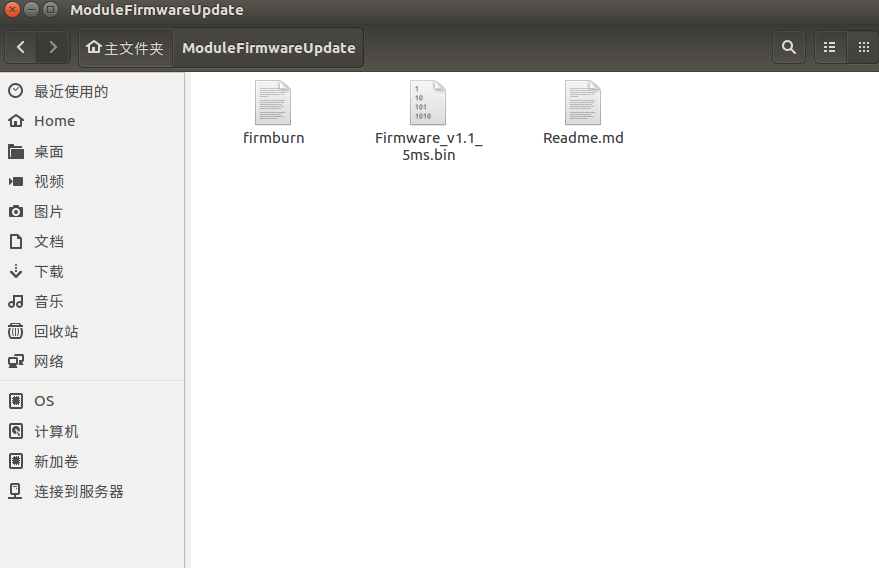 ModuleFirmwareUpdate
主文件夹
ModuleFirmwareUpdate
最近使用的
Home
桌面
视频
图片
文档
下载
音乐
回收站
网络
OS
计算机
新加卷
连接到服务器
firmburn
1
10
101
1010
Firmware_v1.1_
5ms.bin
Readme.md